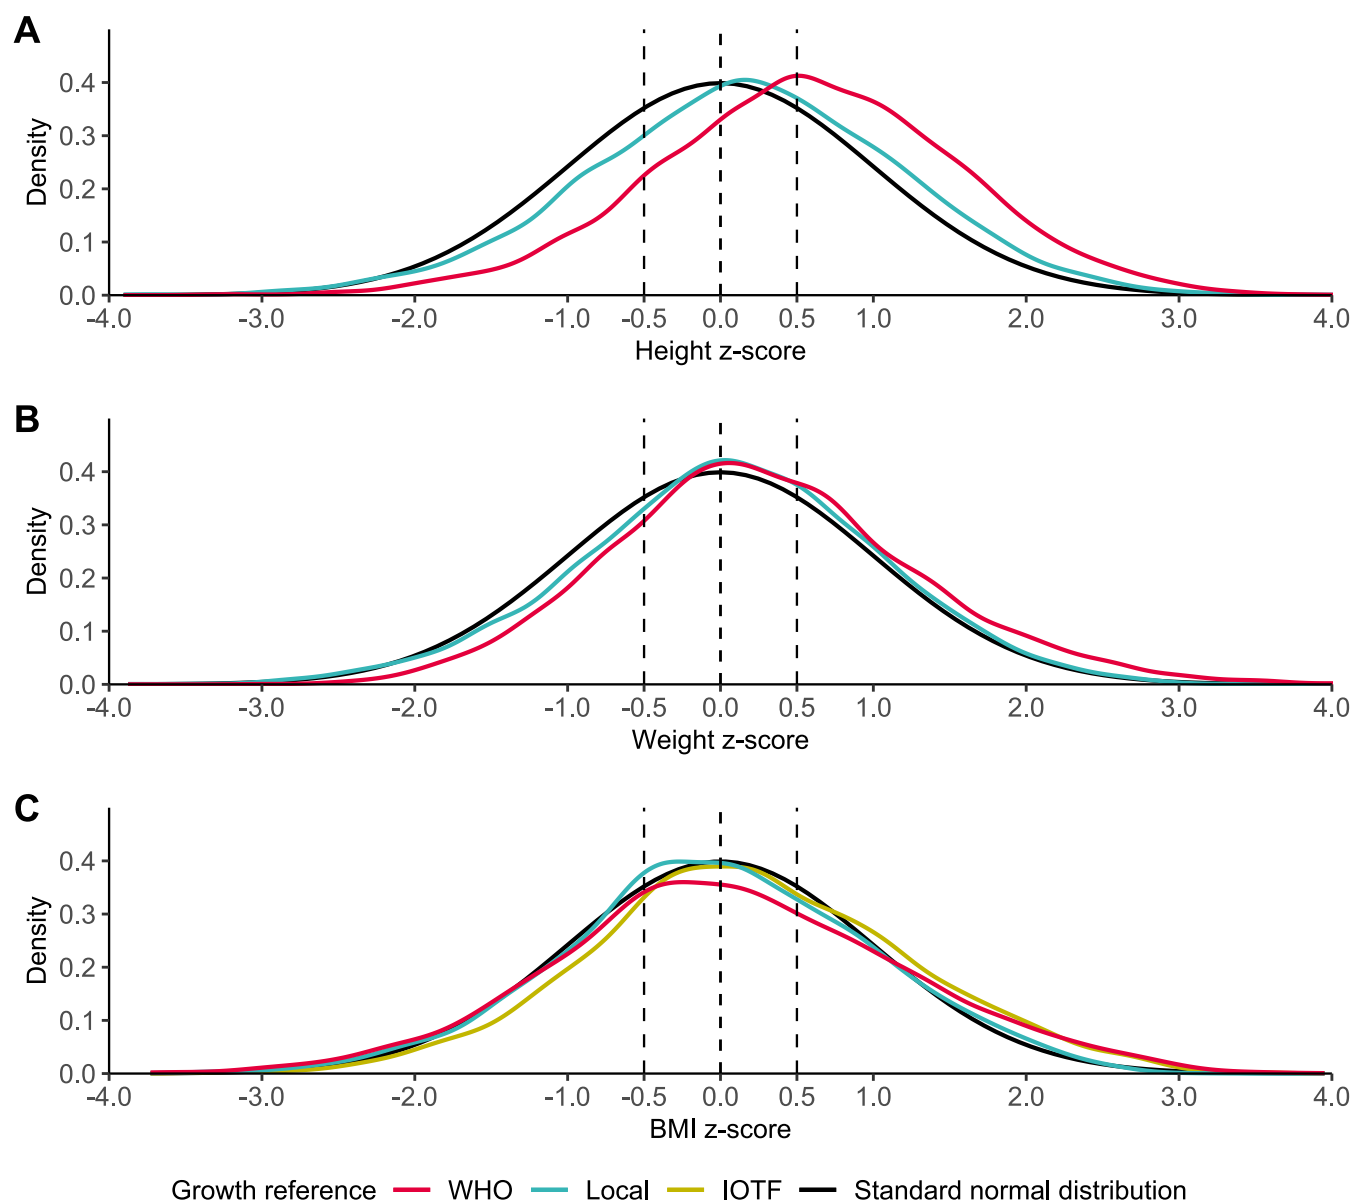 A
Density
0.4
0.3
0.2
0.1
0.0
-4.0 -3.0 -2.0 -1.0 -0.5 0.0 0.5 1.0 2.0 3.0 4.0
Height z-score
B
Density
0.4
0.3
0.2
0.1
0.0
-4.0 -3.0 -2.0 -1.0 -0.5 0.0 0.5 1.0 2.0 3.0 4.0
Weight z-score
C
Density
0.4
0.3
0.2
0.1
0.0
-4.0 -3.0 -2.0 -1.0 -0.5 0.0 0.5 1.0 2.0 3.0 4.0
BMI z-score
Growth reference WHO Local IOTF Standard normal distribution